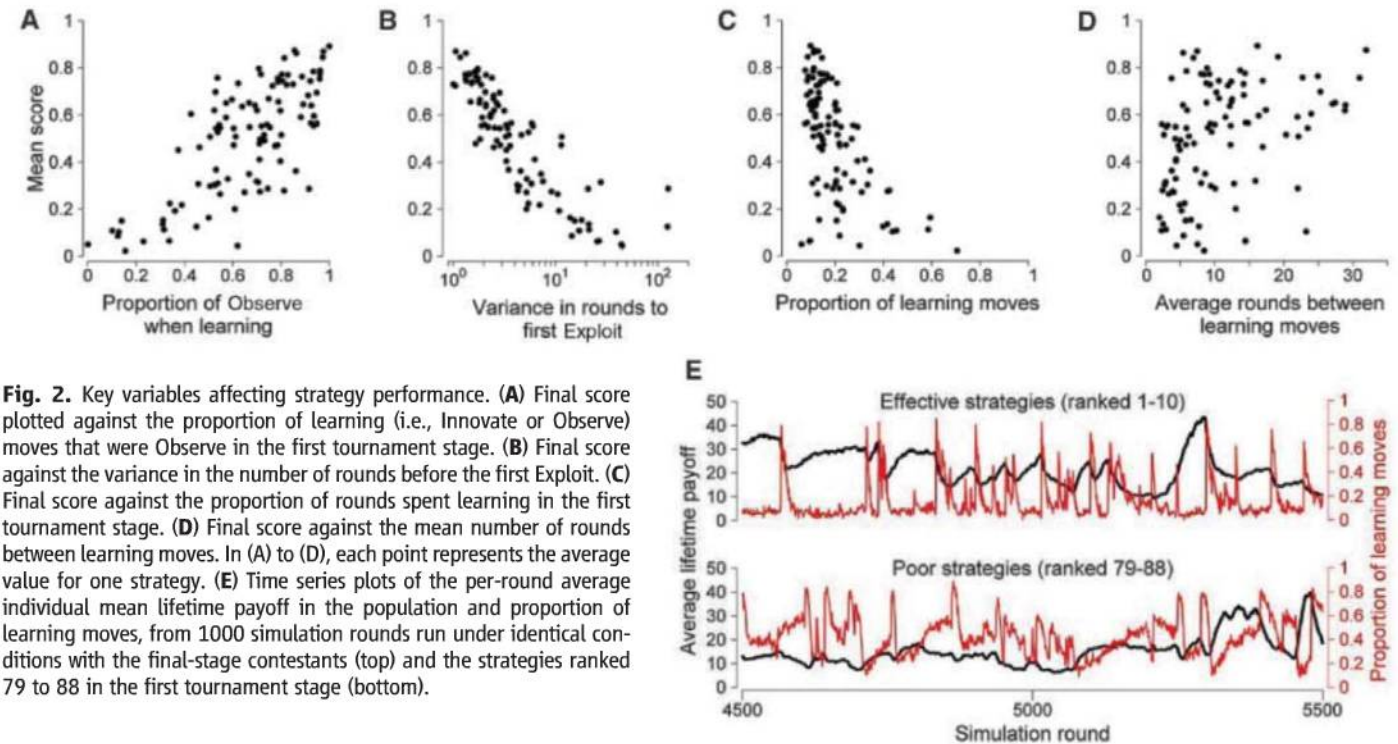 A
B
C
D
1
0.8
0.6
0.4
0.2
0
Mean score
0 0.2 0.4 0.6 0.8 1
Proportion of Observe
when learning
1
0.8
0.6
0.4
0.2
0
10⁰ 10¹ 10²
Variance in rounds to
first Exploit
1
0.8
0.6
0.4
0.2
0
0 0.2 0.4 0.6 0.8 1
Proportion of learning moves
1
0.8
0.6
0.4
0.2
0
0 10 20 30
Average rounds between
learning moves
Fig. 2. Key variables affecting strategy performance. (A) Final score
plotted against the proportion of learning (i.e., Innovate or Observe)
moves that were Observe in the first tournament stage. (B) Final score
against the variance in the number of rounds before the first Exploit. (C)
Final score against the proportion of rounds spent learning in the first
tournament stage. (D) Final score against the mean number of rounds
between learning moves. In (A) to (D), each point represents the average
value for one strategy. (E) Time series plots of the per-round average
individual mean lifetime payoff in the population and proportion of
learning moves, from 1000 simulation rounds run under identical con-
ditions with the final-stage contestants (top) and the strategies ranked
79 to 88 in the first tournament stage (bottom).
E
Effective strategies (ranked 1-10)
50
40
30
20
10
0
1
0.8
0.6
0.4
0.2
0
Average lifetime payoff
Proportion of learning moves
Poor strategies (ranked 79-88)
50
40
30
20
10
0
1
0.8
0.6
0.4
0.2
0
4500 5000 5500
Simulation round